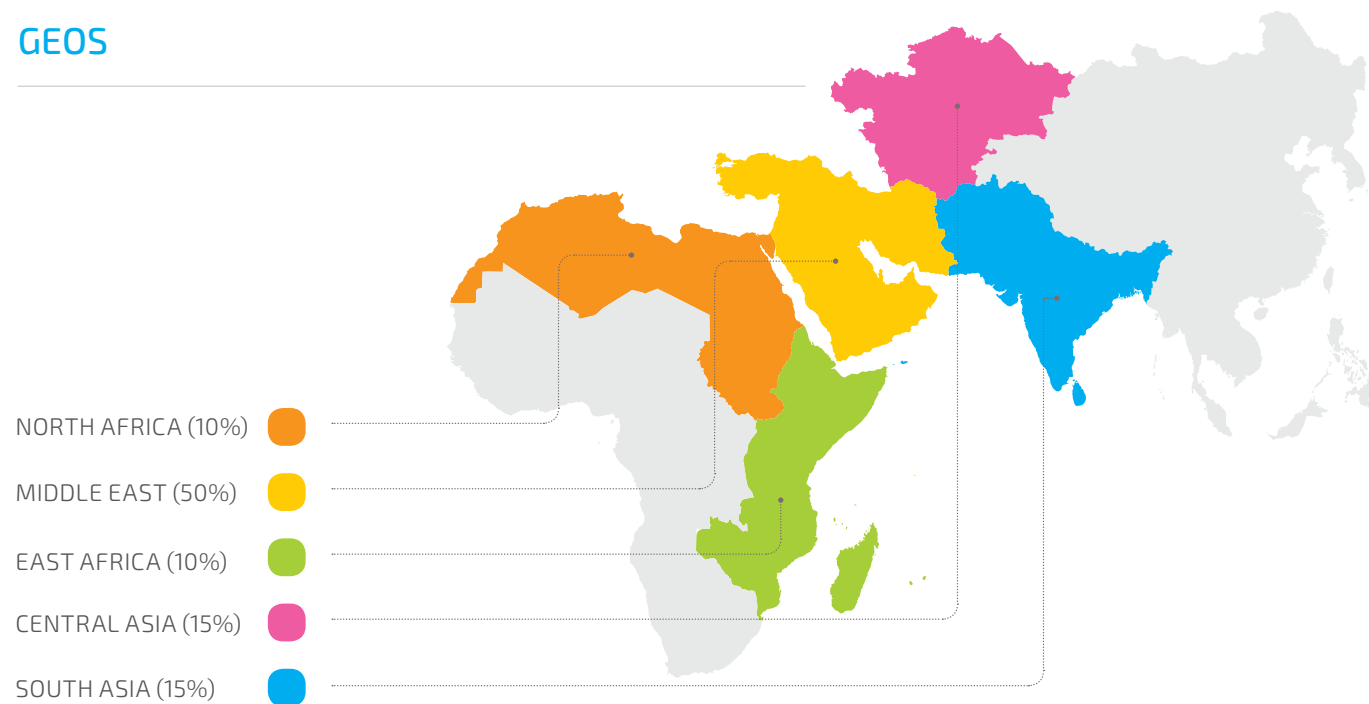 GEOS
NORTH AFRICA (10%)
MIDDLE EAST (50%)
EAST AFRICA (10%)
CENTRAL ASIA (15%)
SOUTH ASIA (15%)